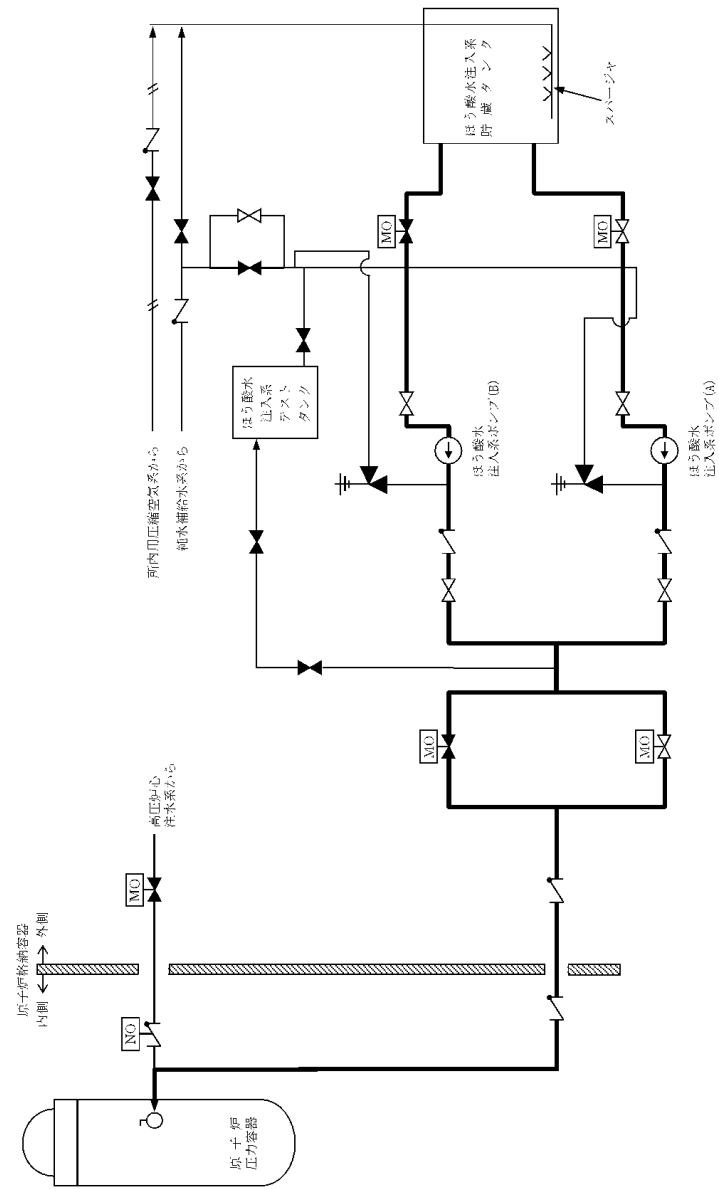 原子炉格納容器
内側
外側
NO
MO
高圧炉心
注水系から
原子炉
圧力容器
所内用圧縮空気系から
純水補給水系から
ほう酸水
注入系
テスト
タンク
MO
MO
ほう酸水
注入系ポンプ(B)
ほう酸水
注入系ポンプ(A)
MO
MO
ほう酸水注入系
貯蔵タンク
スパージャ